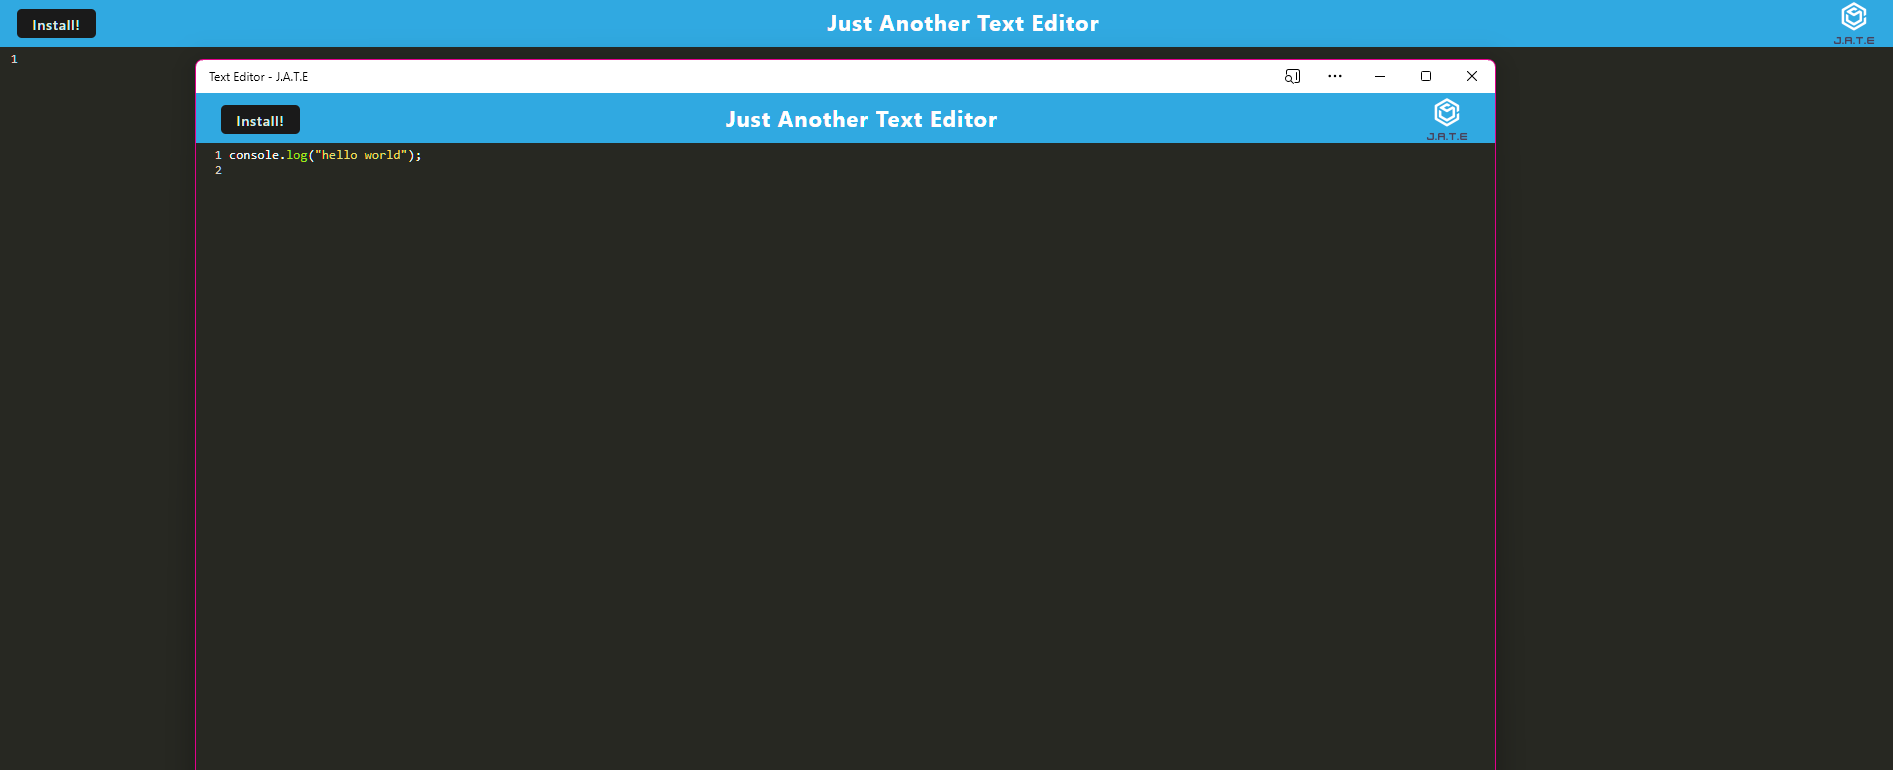 Install!
Just Another Text Editor
J.A.T.E
1
Text Editor - J.A.T.E
Install!
Just Another Text Editor
J.A.T.E
1 console.log("hello world");
2